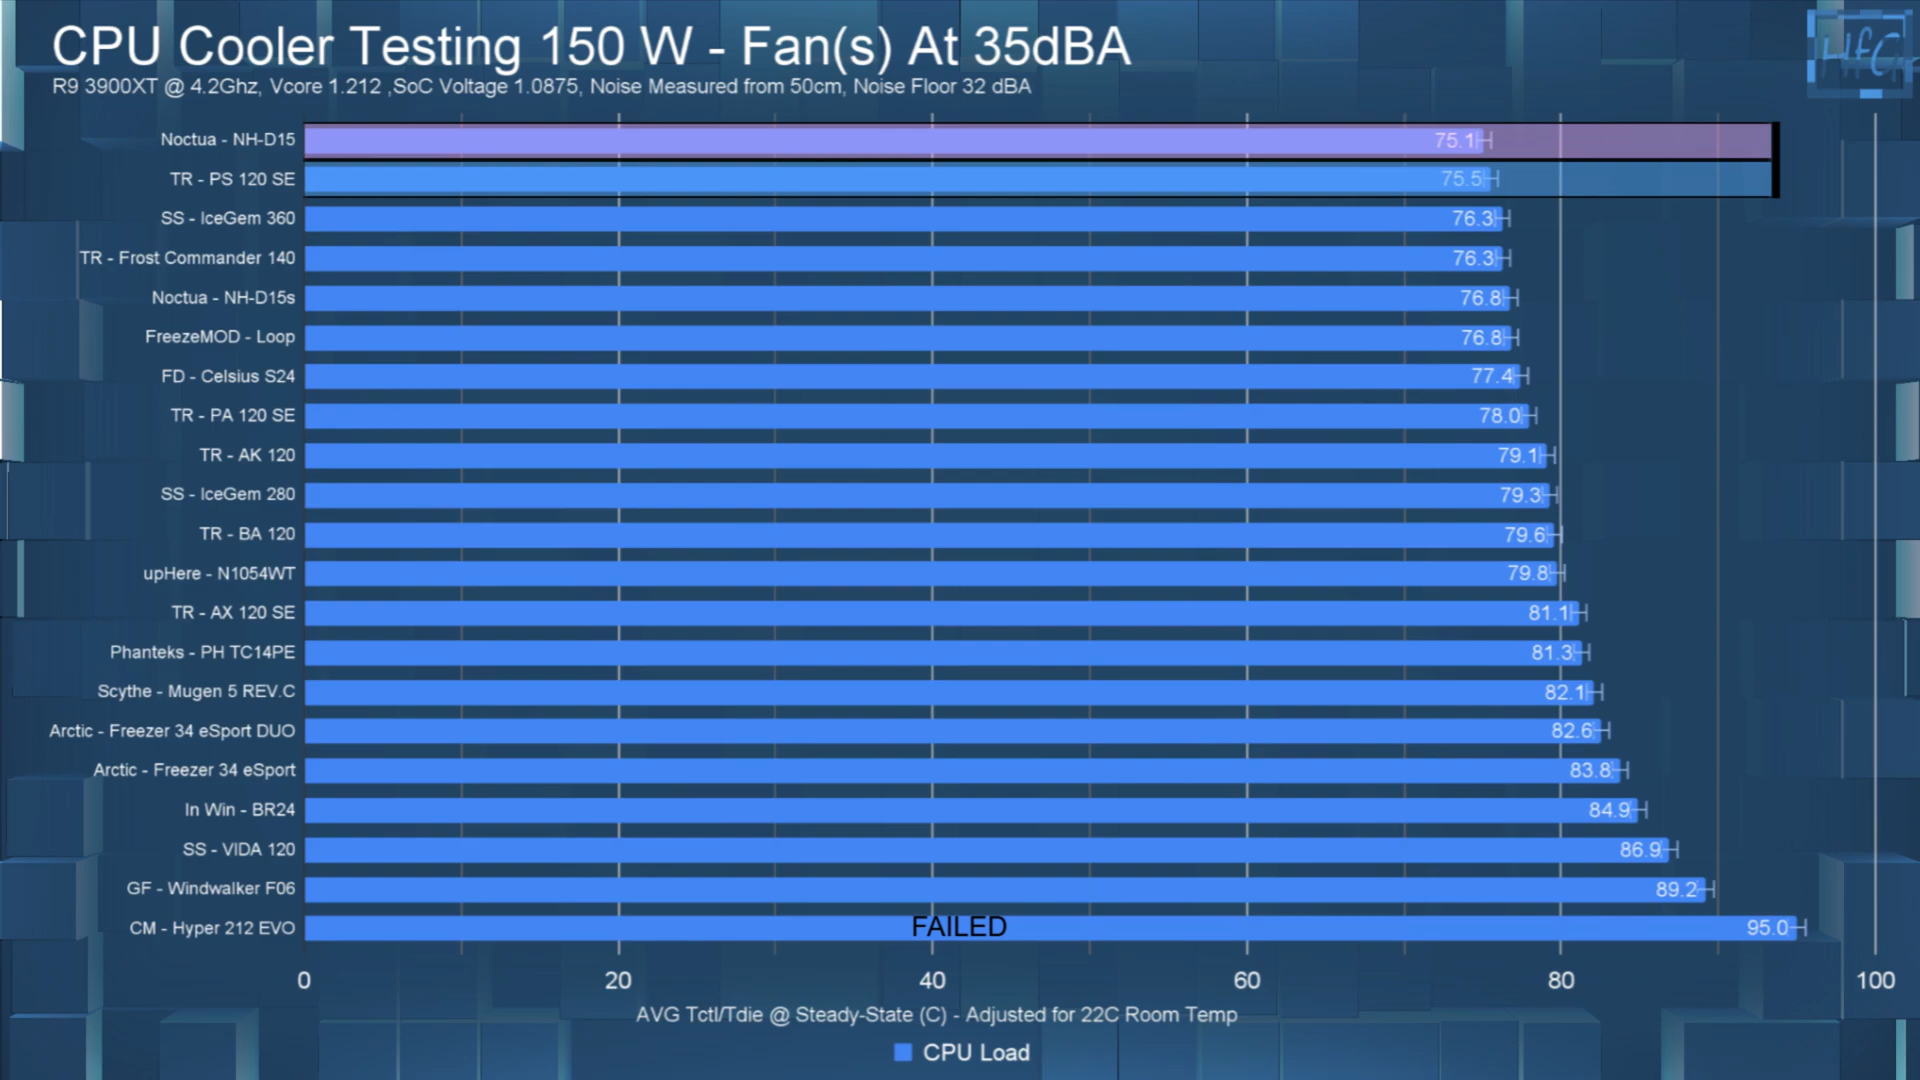 CPU Cooler Testing 150 W - Fan(s) At 35dBA
R9 3900XT @ 4.2Ghz, Vcore 1.212 ,SoC Voltage 1.0875, Noise Measured from 50cm, Noise Floor 32 dBA
HfC
Noctua - NH-D15 75.1
TR - PS 120 SE 75.5
SS - IceGem 360 76.3
TR - Frost Commander 140 76.3
Noctua - NH-D15s 76.8
FreezeMOD - Loop 76.8
FD - Celsius S24 77.4
TR - PA 120 SE 78.0
TR - AK 120 79.1
SS - IceGem 280 79.3
TR - BA 120 79.6
upHere - N1054WT 79.8
TR - AX 120 SE 81.1
Phanteks - PH TC14PE 81.3
Scythe - Mugen 5 REV.C 82.1
Arctic - Freezer 34 eSport DUO 82.6
Arctic - Freezer 34 eSport 83.8
In Win - BR24 84.9
SS - VIDA 120 86.9
GF - Windwalker F06 89.2
CM - Hyper 212 EVO FAILED 95.0
0 20 40 60 80 100
AVG Tctl/Tdie @ Steady-State (C) - Adjusted for 22C Room Temp
CPU Load